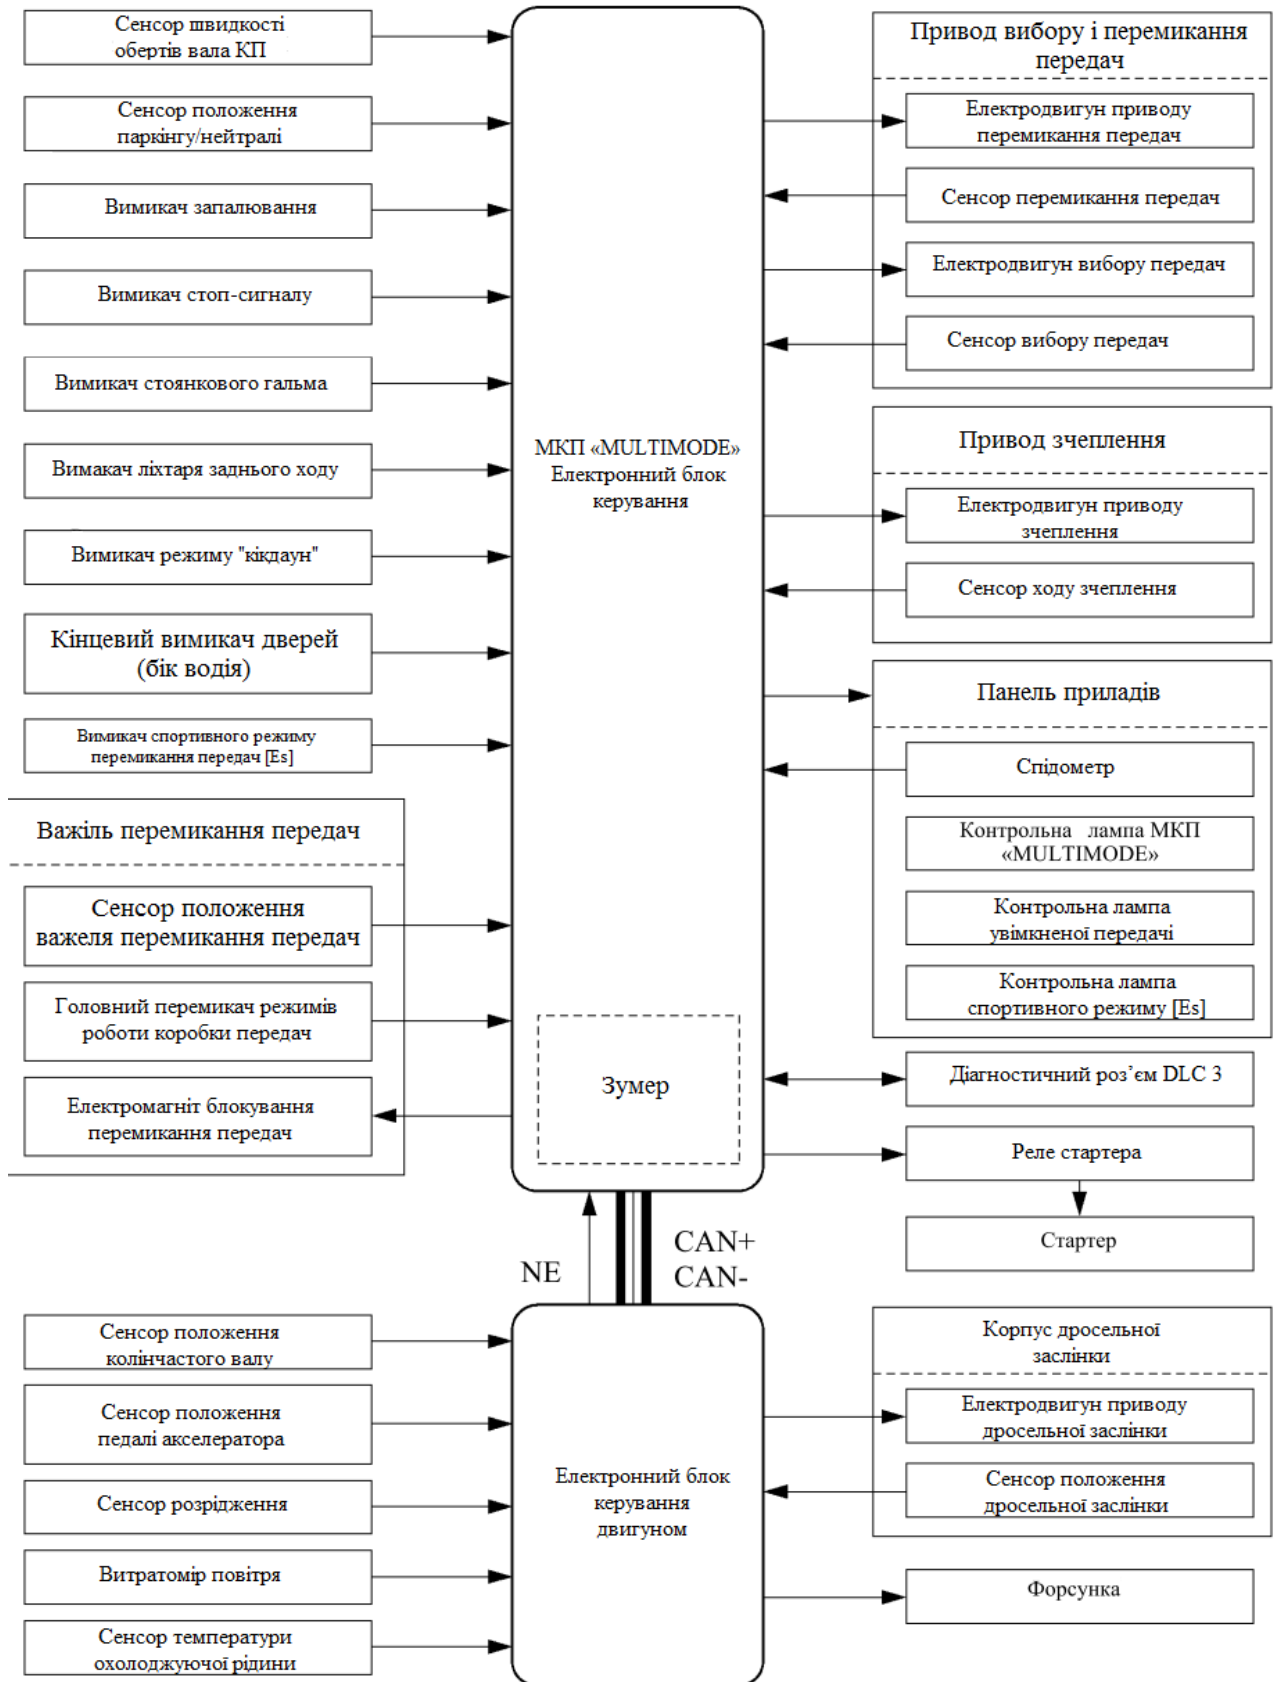 Сенсор швидкості
обертів вала КП
Сенсор положення
паркінгу/нейтралі
Вимикач запалювання
Вимикач стоп-сигналу
Вимикач стоянкового гальма
Вимакач ліхтаря заднього ходу
Вимикач режиму "кікдаун"
Кінцевий вимикач дверей
(бік водія)
Вимикач спортивного режиму
перемикання передач [Es]
Важіль перемикання передач
Сенсор положення
важеля перемикання передач
Головний перемикач режимів
роботи коробки передач
Електромагніт блокування
перемикання передач
МКП «MULTIMODE»
Електронний блок
керування
Зумер
Привод вибору і перемикання
передач
Електродвигун приводу
перемикання передач
Сенсор перемикання передач
Електродвигун вибору передач
Сенсор вибору передач
Привод зчеплення
Електродвигун приводу
зчеплення
Сенсор ходу зчеплення
Панель приладів
Спідометр
Контрольна лампа МКП
«MULTIMODE»
Контрольна лампа
увімкненої передачі
Контрольна лампа
спортивного режиму [Es]
Діагностичний роз’єм DLC 3
Реле стартера
Стартер
NE
CAN+
CAN-
Сенсор положення
колінчастого валу
Сенсор положення
педалі акселератора
Сенсор розрідження
Витратомір повітря
Сенсор температури
охолоджуючої рідини
Електронний блок
керування
двигуном
Корпус дросельної
заслінки
Електродвигун приводу
дросельної заслінки
Сенсор положення
дросельної заслінки
Форсунка